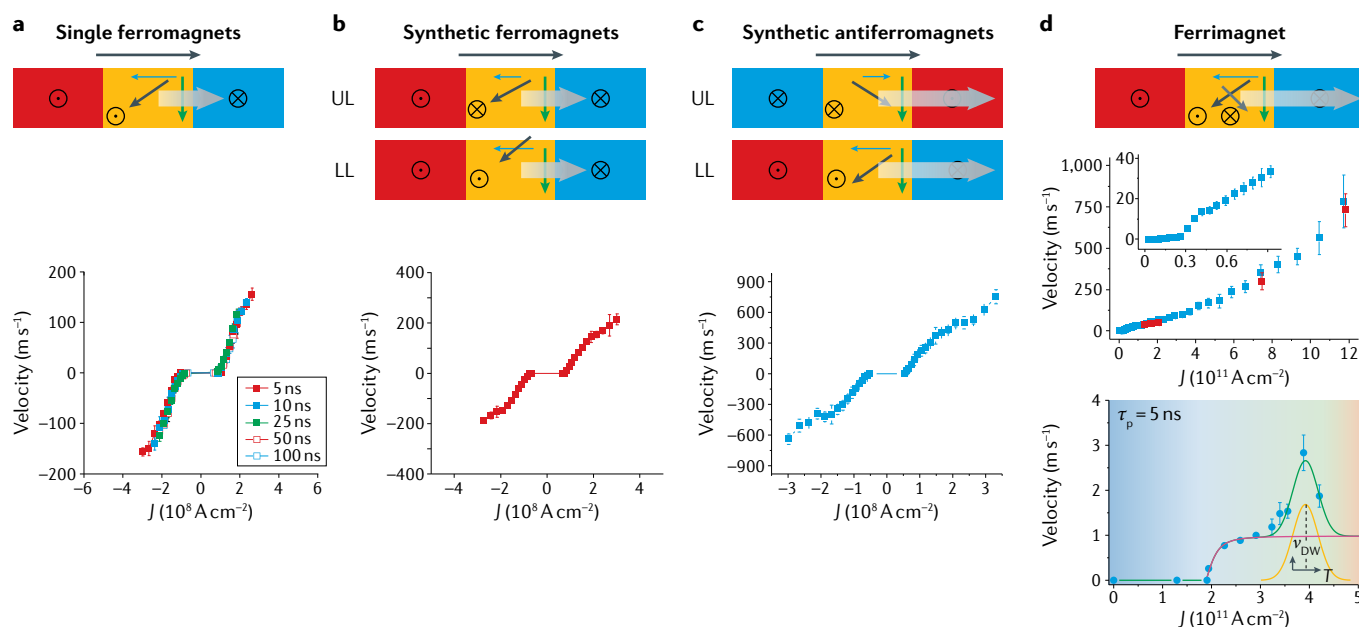 a Single ferromagnets
b Synthetic ferromagnets
c Synthetic antiferromagnets
d Ferrimagnet
UL
LL
UL
LL
200
100
0
−100
−200
Velocity (m s⁻¹)
−6 −4 −2 0 2 4 6
J (10⁸ A cm⁻²)
5 ns
10 ns
25 ns
50 ns
100 ns
400
200
0
−200
−400
Velocity (m s⁻¹)
−4 −2 0 2 4
J (10⁸ A cm⁻²)
900
600
300
0
−300
−600
−900
Velocity (m s⁻¹)
−3 −2 −1 0 1 2 3
J (10⁸ A cm⁻²)
1,000
750
500
250
0
Velocity (m s⁻¹)
40
20
0
0 0.3 0.6
0 2 4 6 8 10 12
J (10¹¹ A cm⁻²)
τp = 5 ns
4
3
2
1
0
Velocity (m s⁻¹)
vDW
T
0 1 2 3 4 5
J (10¹¹ A cm⁻²)